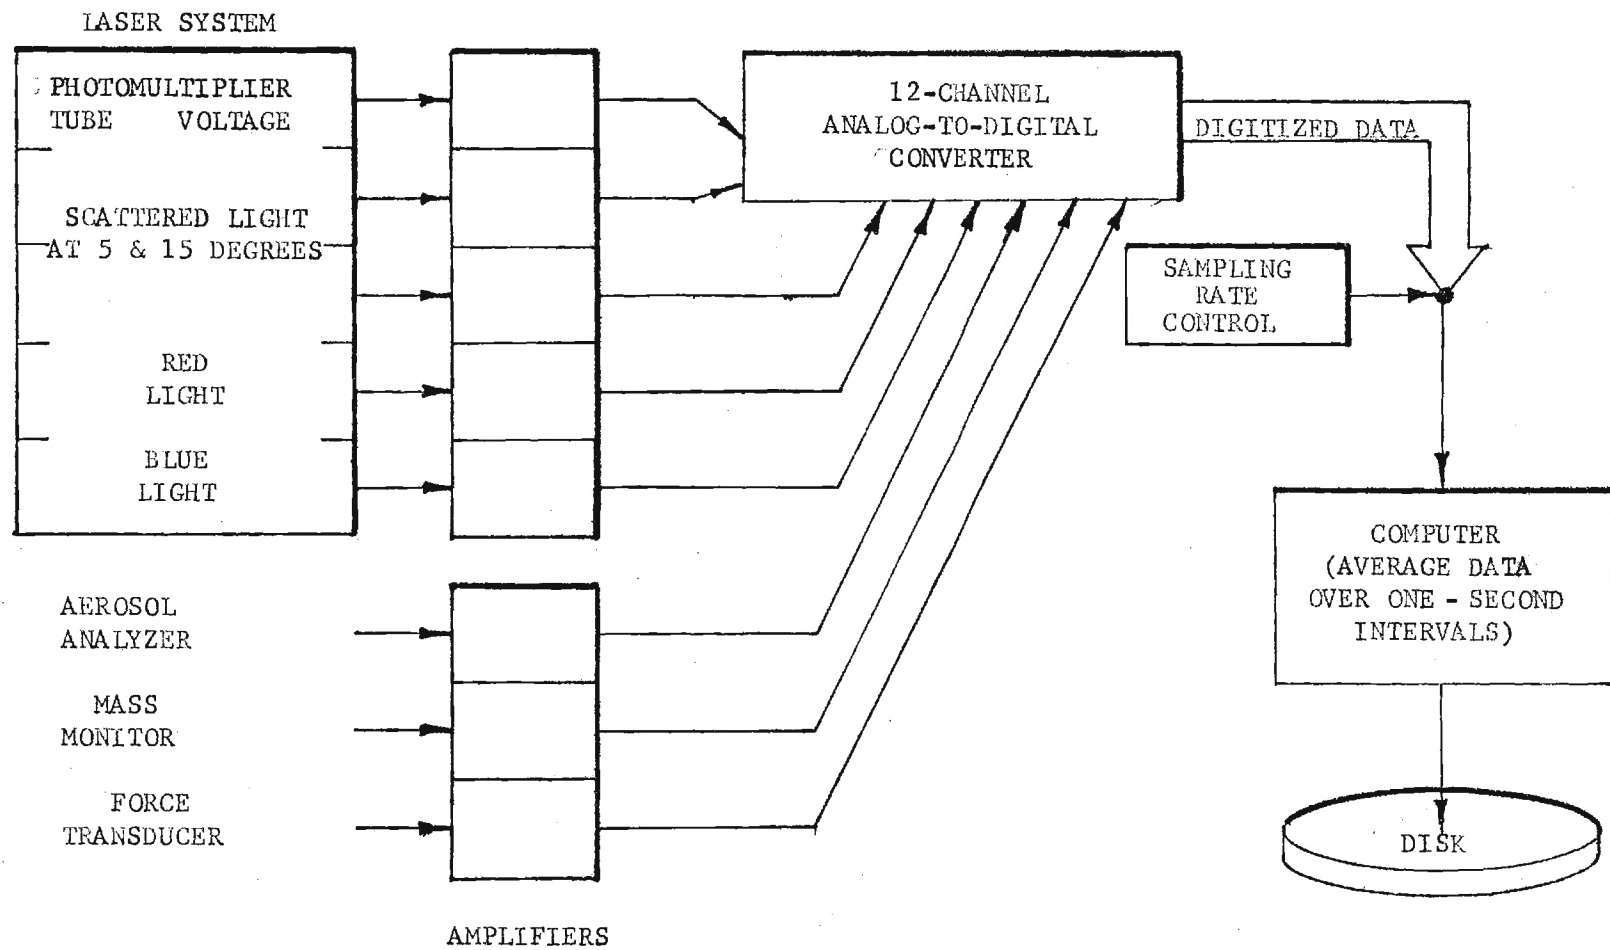 LASER SYSTEM
PHOTOMULTIPLIER
TUBE VOLTAGE
SCATTERED LIGHT
AT 5 & 15 DEGREES
RED
LIGHT
BLUE
LIGHT
AEROSOL
ANALYZER
MASS
MONITOR
FORCE
TRANSDUCER
AMPLIFIERS
12-CHANNEL
ANALOG-TO-DIGITAL
CONVERTER
DIGITIZED DATA
SAMPLING
RATE
CONTROL
COMPUTER
(AVERAGE DATA
OVER ONE - SECOND
INTERVALS)
DISK